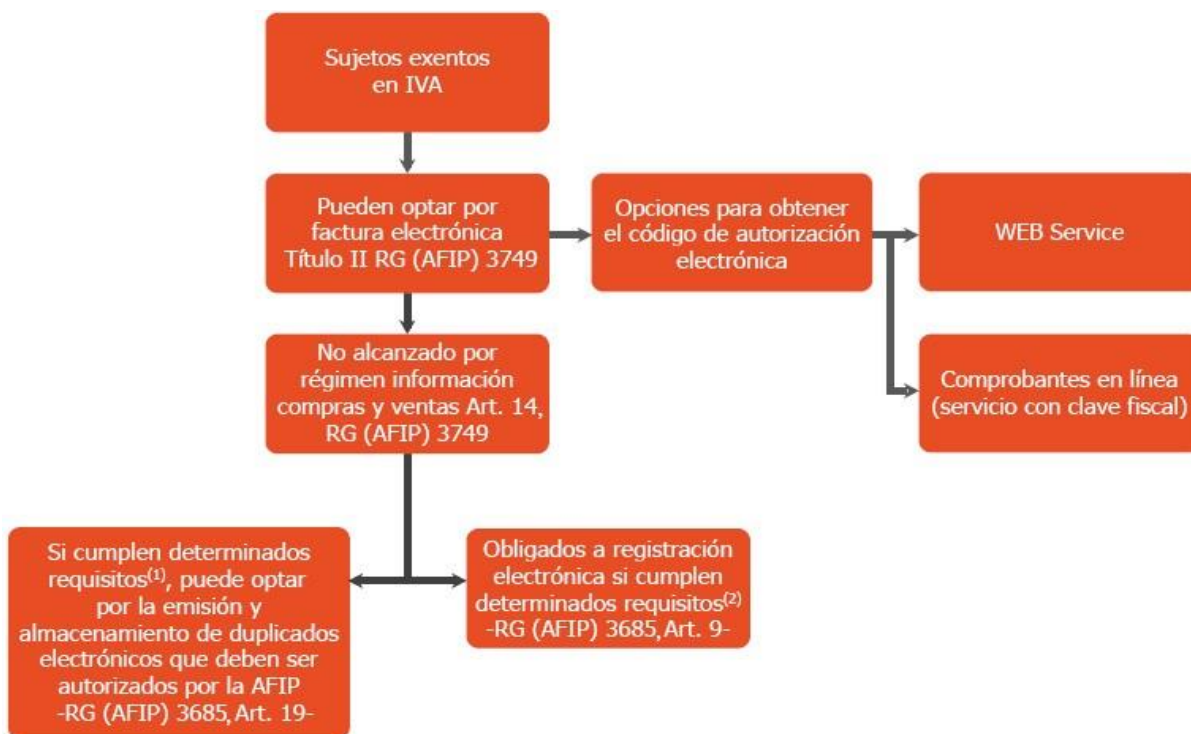 Sujetos exentos
en IVA
Pueden optar por
factura electrónica
Título II RG (AFIP) 3749
Opciones para obtener
el código de autorización
electrónica
WEB Service
Comprobantes en línea
(servicio con clave fiscal)
No alcanzado por
régimen información
compras y ventas Art. 14,
RG (AFIP) 3749
Si cumplen determinados
requisitos(1), puede optar
por la emisión y
almacenamiento de duplicados
electrónicos que deben ser
autorizados por la AFIP
-RG (AFIP) 3685, Art. 19-
Obligados a registración
electrónica si cumplen
determinados requisitos(2)
-RG (AFIP) 3685, Art. 9-